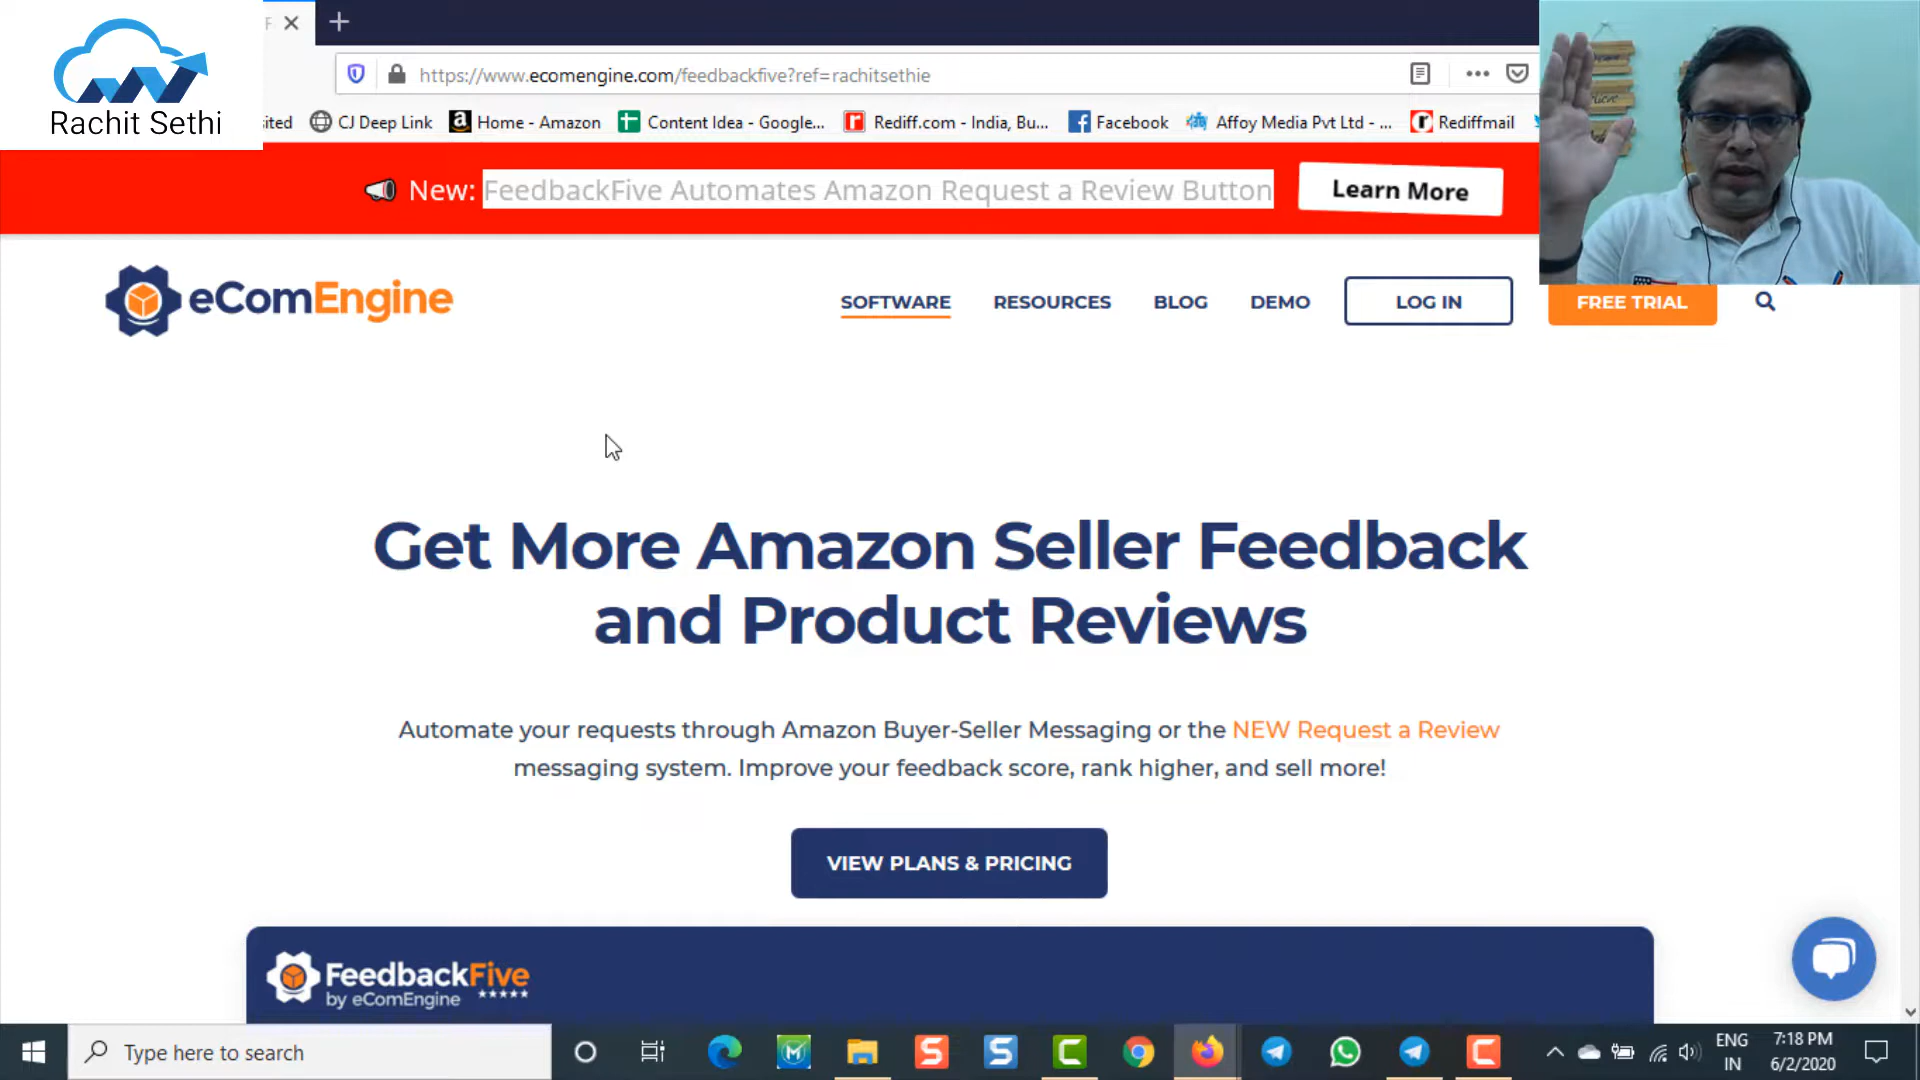 Rachit Sethi
https://www.ecomengine.com/feedbackfive?ref=rachitsethie
sited
CJ Deep Link
Home - Amazon
Content Idea - Google...
Rediff.com - India, Bu...
Facebook
Affoy Media Pvt Ltd - ...
Rediffmail
New: FeedbackFive Automates Amazon Request a Review Button
Learn More
eComEngine
SOFTWARE
RESOURCES
BLOG
DEMO
LOG IN
FREE TRIAL
Get More Amazon Seller Feedback
and Product Reviews
Automate your requests through Amazon Buyer-Seller Messaging or the NEW Request a Review
messaging system. Improve your feedback score, rank higher, and sell more!
VIEW PLANS & PRICING
FeedbackFive
by eComEngine
Type here to search
ENG
IN
7:18 PM
6/2/2020